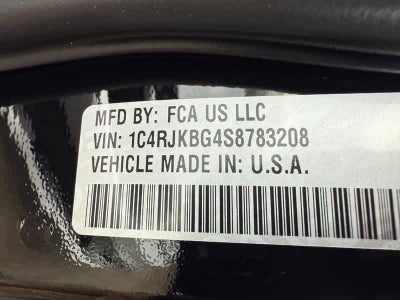 MFD BY: FCA US LLC
VIN: 1C4RJKBG4S8783208
VEHICLE MADE IN: U.S.A.